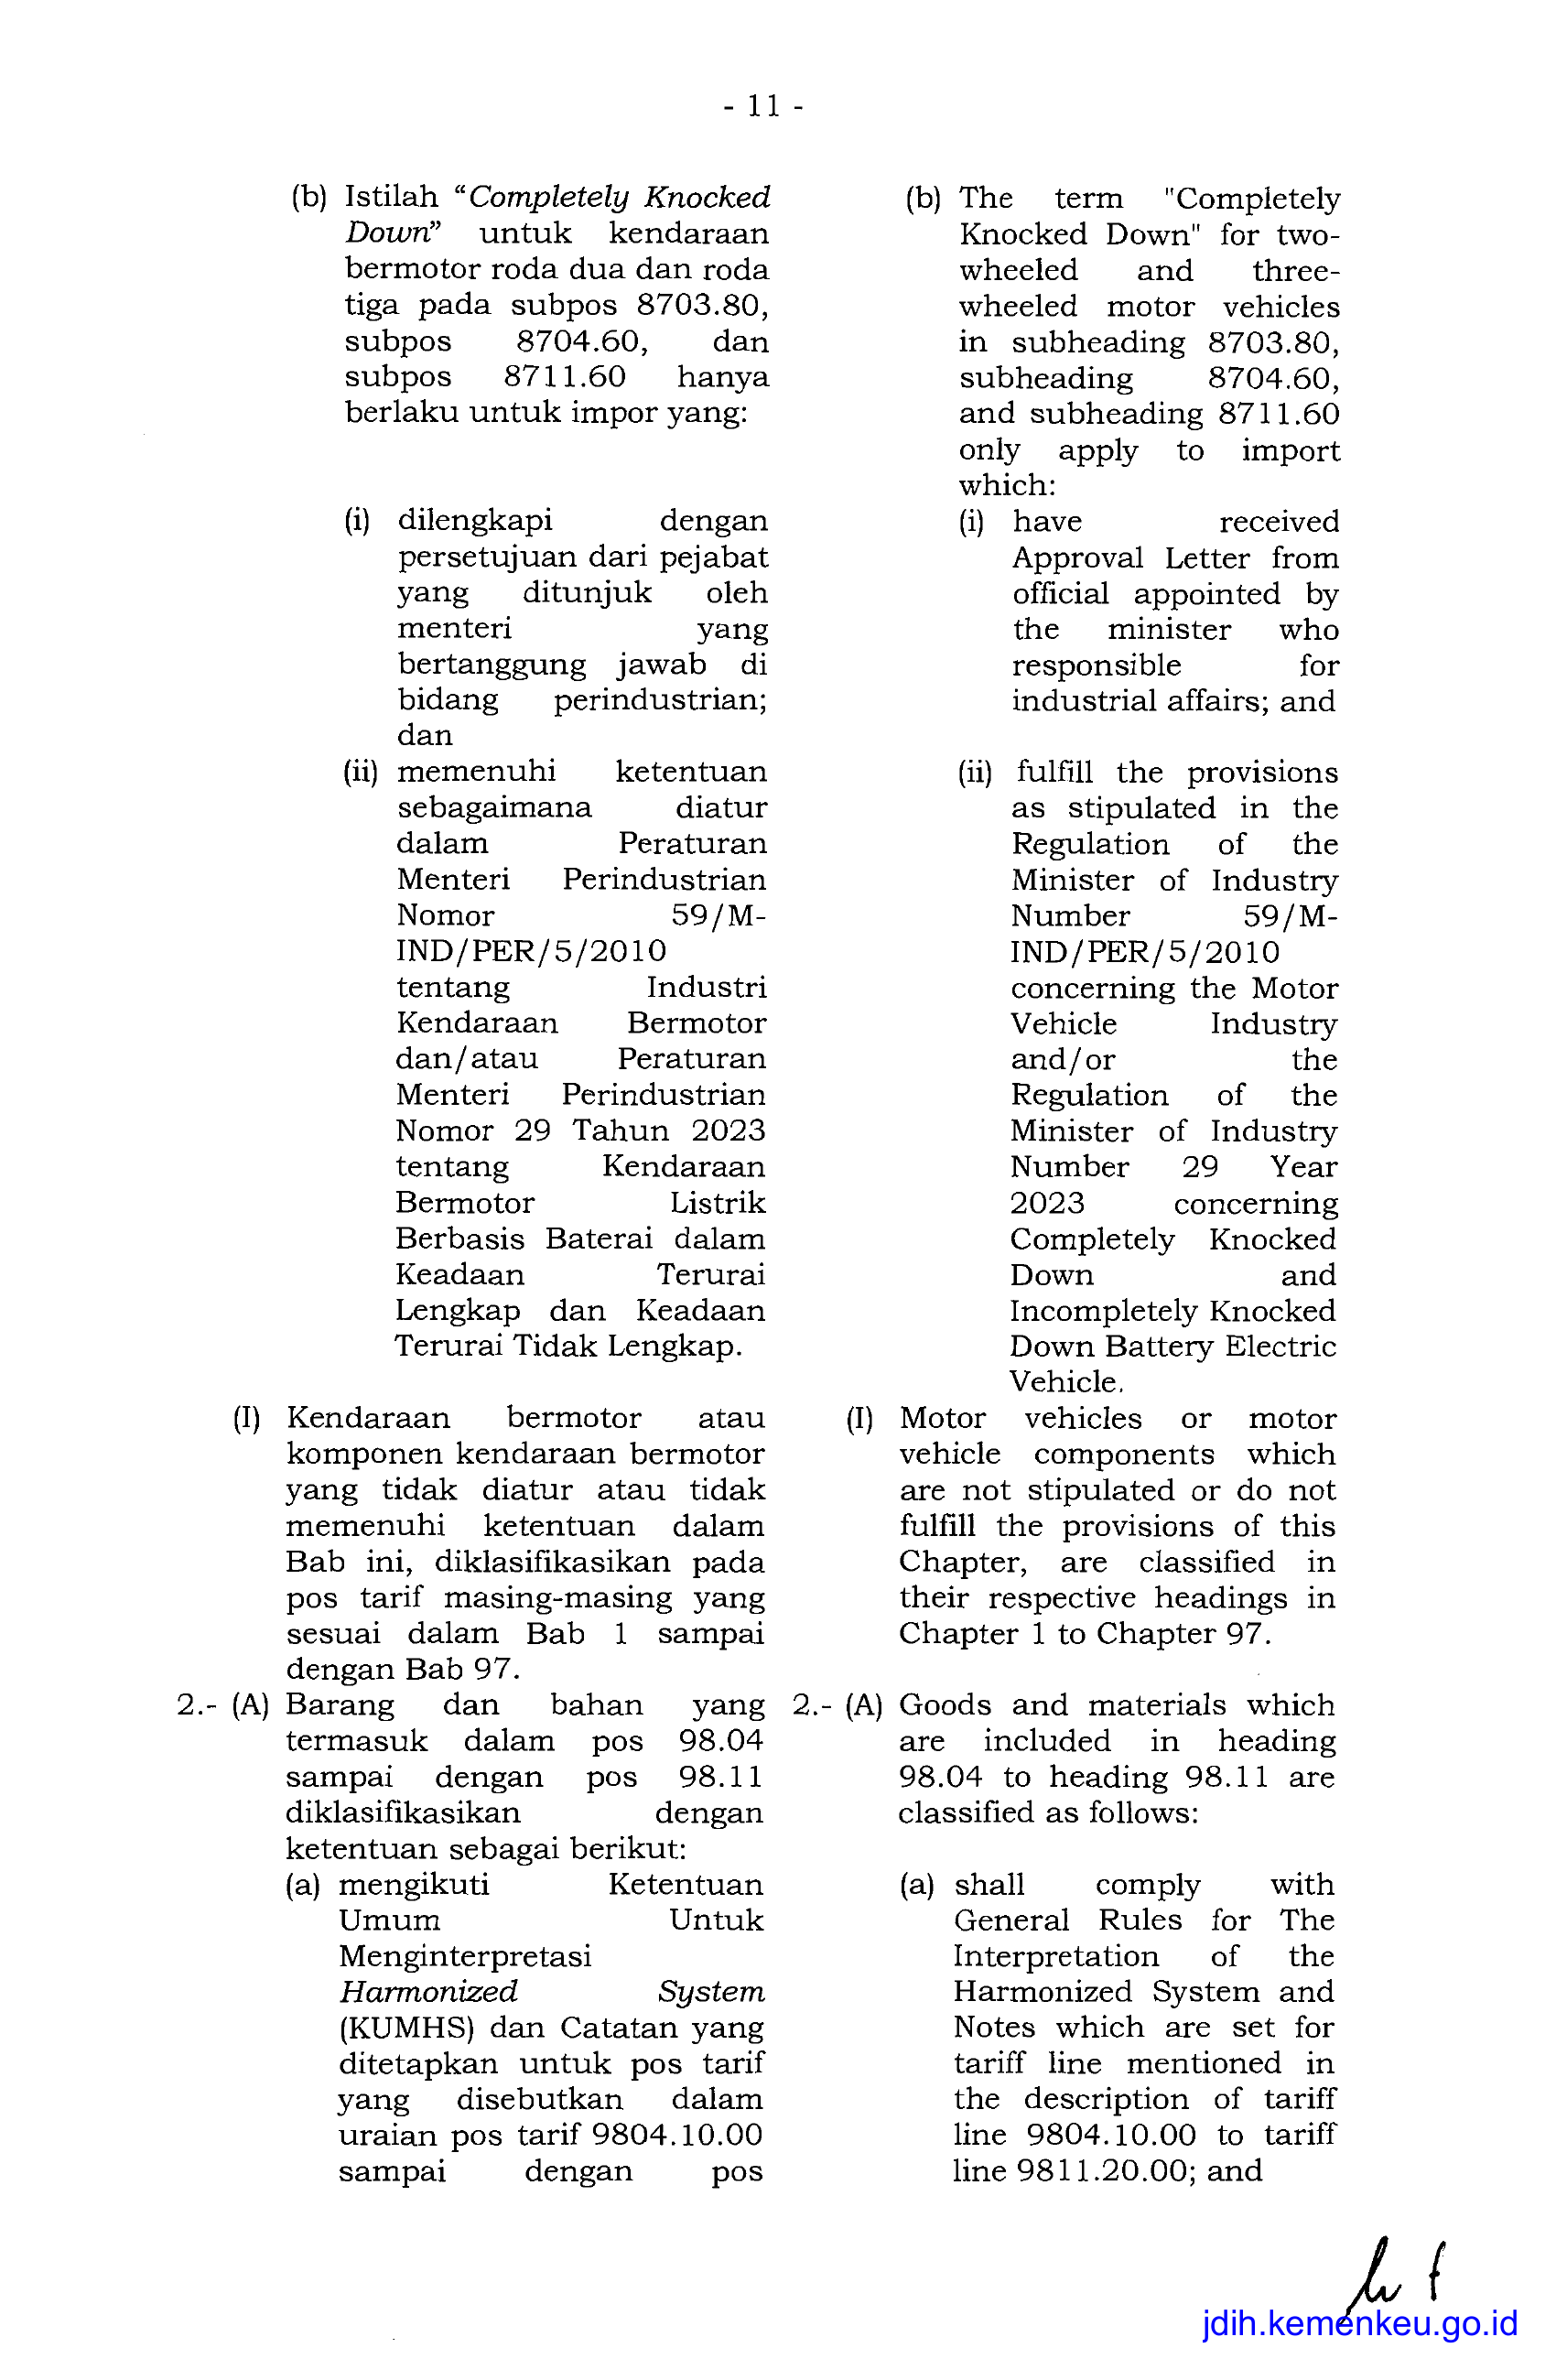 - 11 -
(b) Istilah “Completely Knocked
Down” untuk kendaraan
bermotor roda dua dan roda
tiga pada subpos 8703.80,
subpos 8704.60, dan
subpos 8711.60 hanya
berlaku untuk impor yang:
(i) dilengkapi dengan
persetujuan dari pejabat
yang ditunjuk oleh
menteri yang
bertanggung jawab di
bidang perindustrian;
dan
(ii) memenuhi ketentuan
sebagaimana diatur
dalam Peraturan
Menteri Perindustrian
Nomor 59/M-
IND/PER/5/2010
tentang Industri
Kendaraan Bermotor
dan/atau Peraturan
Menteri Perindustrian
Nomor 29 Tahun 2023
tentang Kendaraan
Bermotor Listrik
Berbasis Baterai dalam
Keadaan Terurai
Lengkap dan Keadaan
Terurai Tidak Lengkap.
(I) Kendaraan bermotor atau
komponen kendaraan bermotor
yang tidak diatur atau tidak
memenuhi ketentuan dalam
Bab ini, diklasifikasikan pada
pos tarif masing-masing yang
sesuai dalam Bab 1 sampai
dengan Bab 97.
2.- (A) Barang dan bahan yang
termasuk dalam pos 98.04
sampai dengan pos 98.11
diklasifikasikan dengan
ketentuan sebagai berikut:
(a) mengikuti Ketentuan
Umum Untuk
Menginterpretasi
Harmonized System
(KUMHS) dan Catatan yang
ditetapkan untuk pos tarif
yang disebutkan dalam
uraian pos tarif 9804.10.00
sampai dengan pos
(b) The term "Completely
Knocked Down" for two-
wheeled and three-
wheeled motor vehicles
in subheading 8703.80,
subheading 8704.60,
and subheading 8711.60
only apply to import
which:
(i) have received
Approval Letter from
official appointed by
the minister who
responsible for
industrial affairs; and
(ii) fulfill the provisions
as stipulated in the
Regulation of the
Minister of Industry
Number 59/M-
IND/PER/5/2010
concerning the Motor
Vehicle Industry
and/or the
Regulation of the
Minister of Industry
Number 29 Year
2023 concerning
Completely Knocked
Down and
Incompletely Knocked
Down Battery Electric
Vehicle.
(I) Motor vehicles or motor
vehicle components which
are not stipulated or do not
fulfill the provisions of this
Chapter, are classified in
their respective headings in
Chapter 1 to Chapter 97.
2.- (A) Goods and materials which
are included in heading
98.04 to heading 98.11 are
classified as follows:
(a) shall comply with
General Rules for The
Interpretation of the
Harmonized System and
Notes which are set for
tariff line mentioned in
the description of tariff
line 9804.10.00 to tariff
line 9811.20.00; and
jdih.kemenkeu.go.id